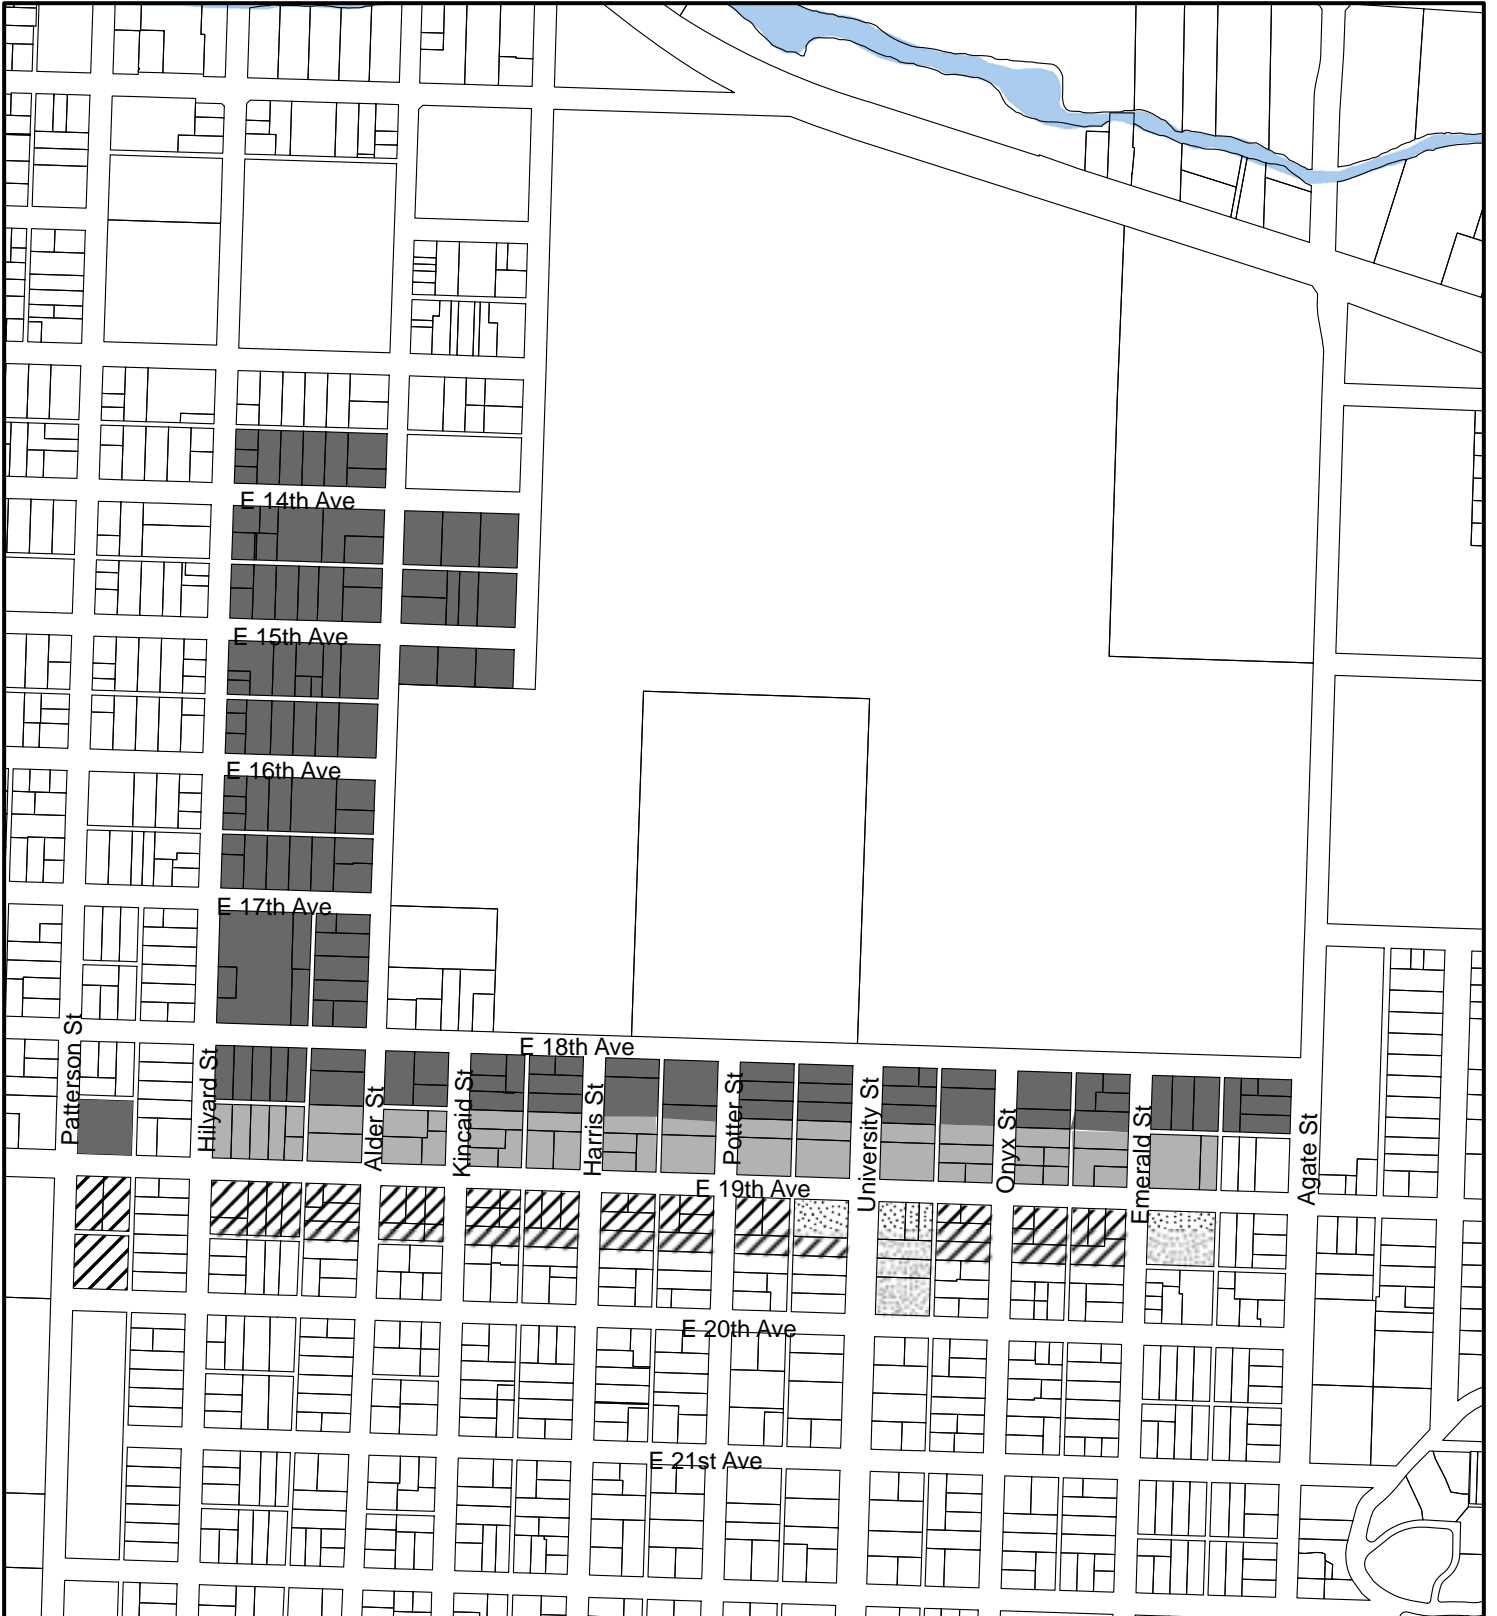 E 14th Ave
E 15th Ave
E 16th Ave
E 17th Ave
E 18th Ave
Patterson St
Hilyard St
Alder St
Kincaid St
Harris St
Potter St
University St
Onyx St
Emerald St
Agate St
E 19th Ave
E 20th Ave
E 21st Ave